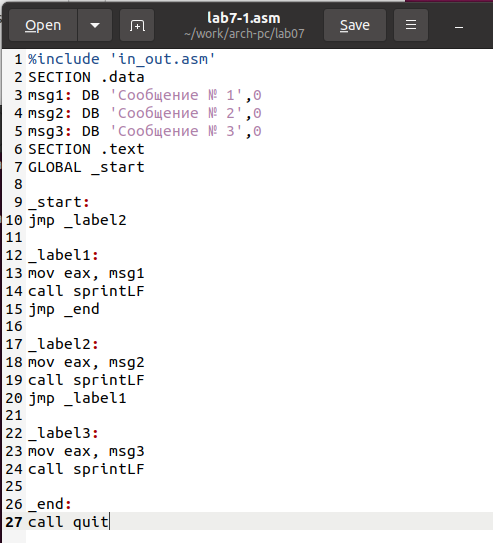 Open
lab7-1.asm
~/work/arch-pc/lab07
Save
1 %include 'in_out.asm'
2 SECTION .data
3 msg1: DB 'Сообщение № 1',0
4 msg2: DB 'Сообщение № 2',0
5 msg3: DB 'Сообщение № 3',0
6 SECTION .text
7 GLOBAL _start
8
9 _start:
10 jmp _label2
11
12 _label1:
13 mov eax, msg1
14 call sprintLF
15 jmp _end
16
17 _label2:
18 mov eax, msg2
19 call sprintLF
20 jmp _label1
21
22 _label3:
23 mov eax, msg3
24 call sprintLF
25
26 _end:
27 call quit